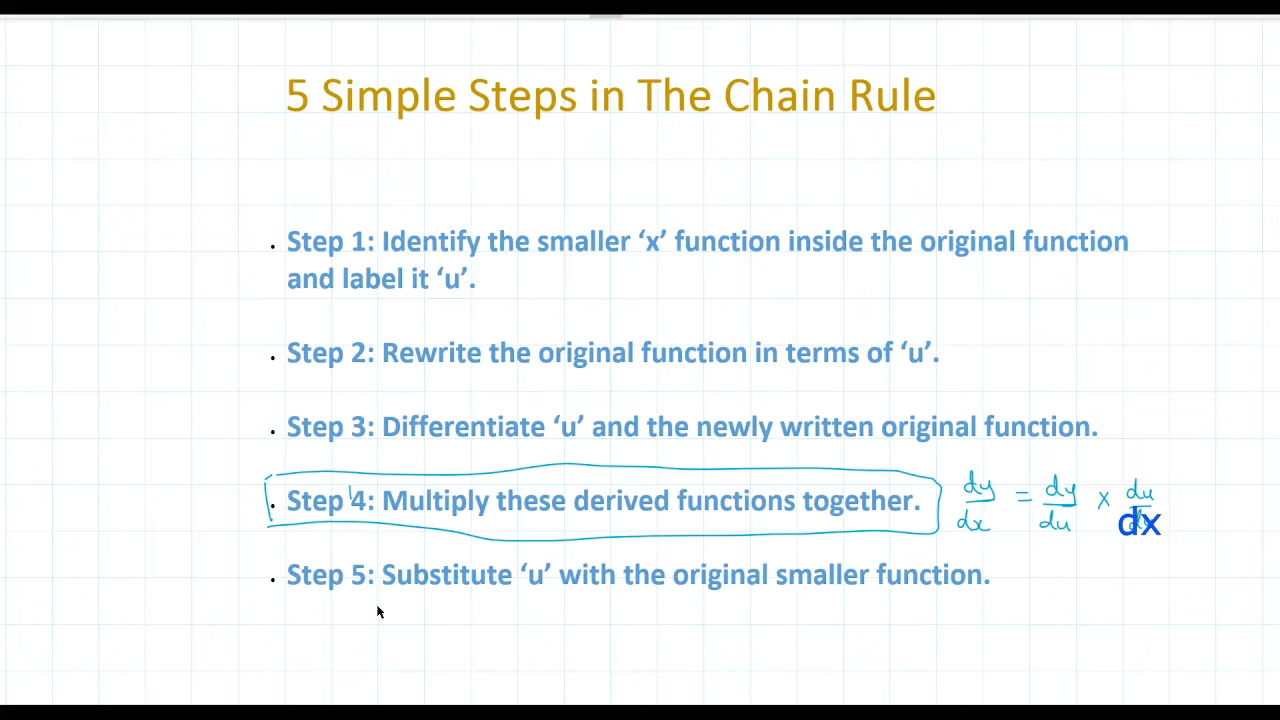 5 Simple Steps in The Chain Rule
. Step 1: Identify the smaller ‘x’ function inside the original function
and label it ‘u’.
. Step 2: Rewrite the original function in terms of ‘u’.
. Step 3: Differentiate ‘u’ and the newly written original function.
. Step 4: Multiply these derived functions together. dy/dx = dy/du × du/dx
. Step 5: Substitute ‘u’ with the original smaller function.